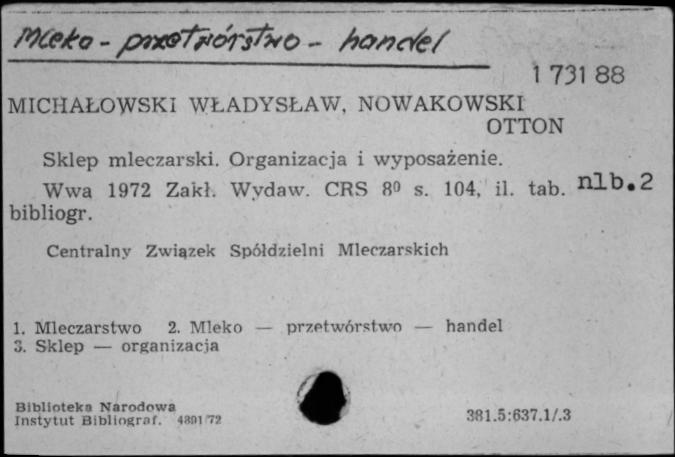 Mleko - przetwórstwo - handel
1 731 88
MICHAŁOWSKI WŁADYSŁAW, NOWAKOWSKI
OTTON
Sklep mleczarski. Organizacja i wyposażenie.
Wwa 1972 Zakł. Wydaw. CRS 8⁰ s. 104, il. tab. nlb.2
bibliogr.
Centralny Związek Spółdzielni Mleczarskich
1. Mleczarstwo 2. Mleko — przetwórstwo — handel
3. Sklep — organizacja
Biblioteka Narodowa
Instytut Bibliograf. 4891/72
381.5:637.1/.3